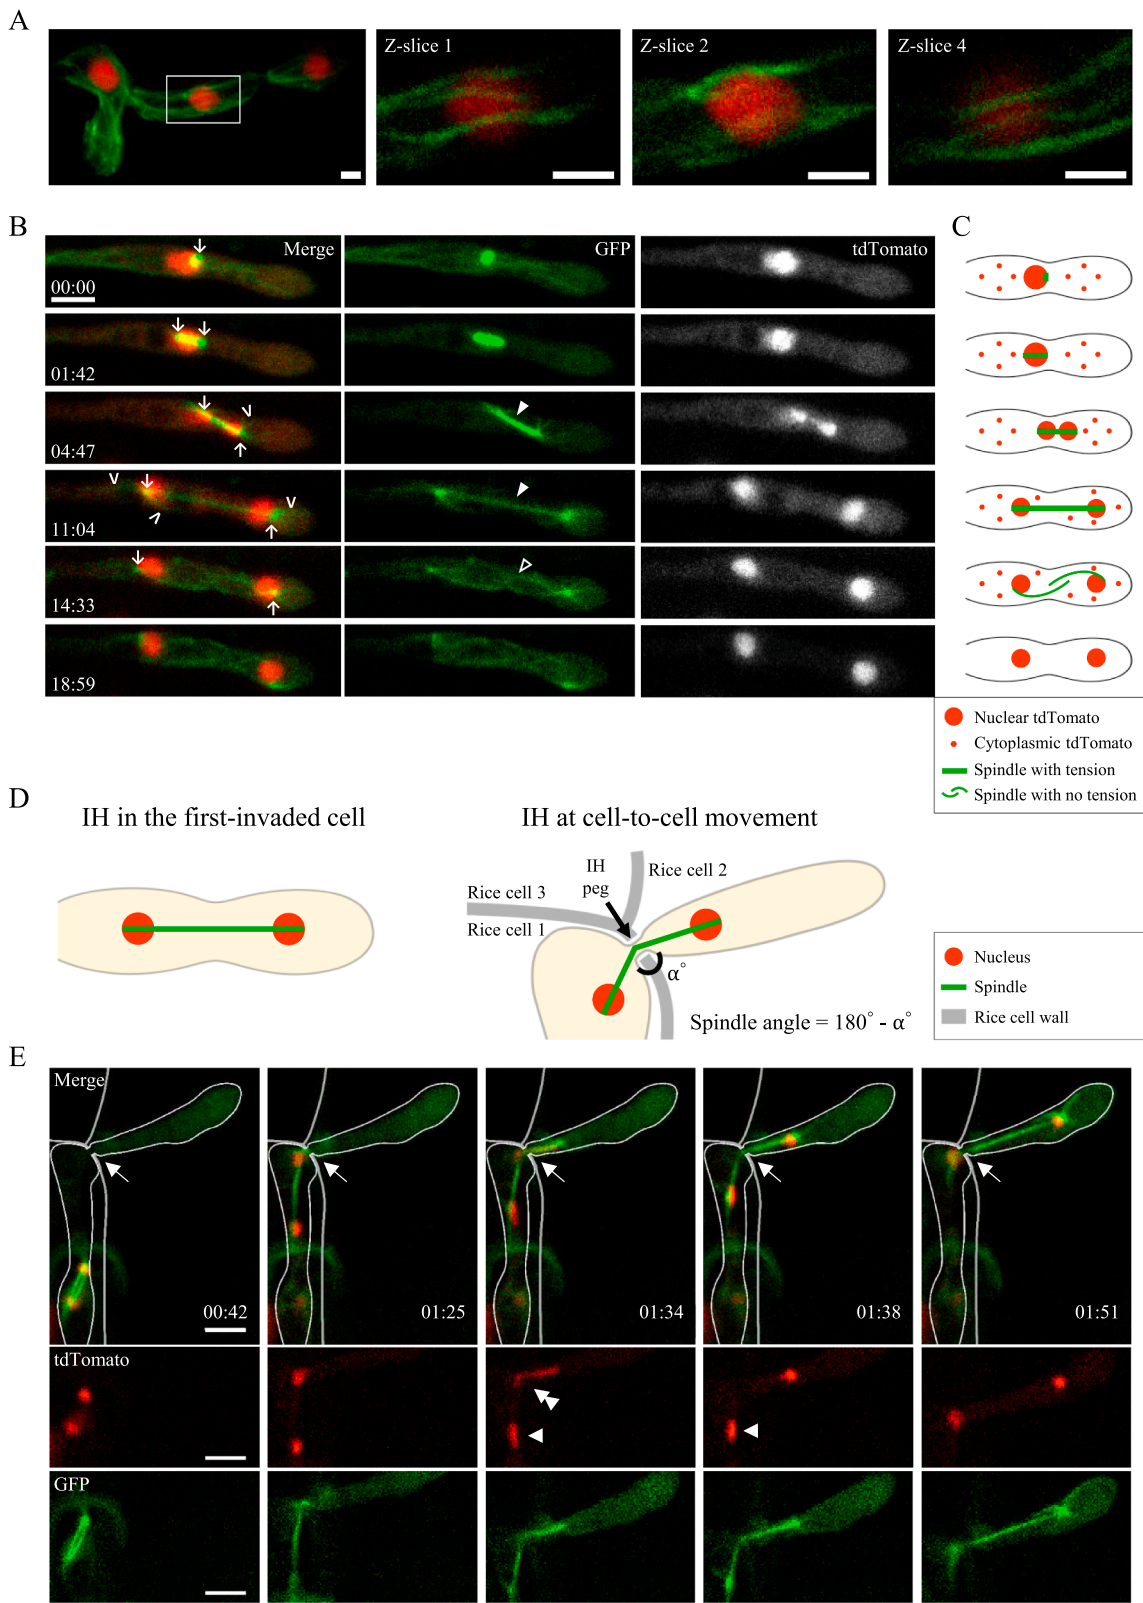 A
Z-slice 1
Z-slice 2
Z-slice 4
B
Merge
GFP
tdTomato
C
00:00
01:42
04:47
11:04
14:33
18:59
Nuclear tdTomato
Cytoplasmic tdTomato
Spindle with tension
Spindle with no tension
D
IH in the first-invaded cell
IH at cell-to-cell movement
IH
peg
Rice cell 2
Rice cell 3
Rice cell 1
α°
Spindle angle = 180° - α°
Nucleus
Spindle
Rice cell wall
E
Merge
00:42
01:25
01:34
01:38
01:51
tdTomato
GFP